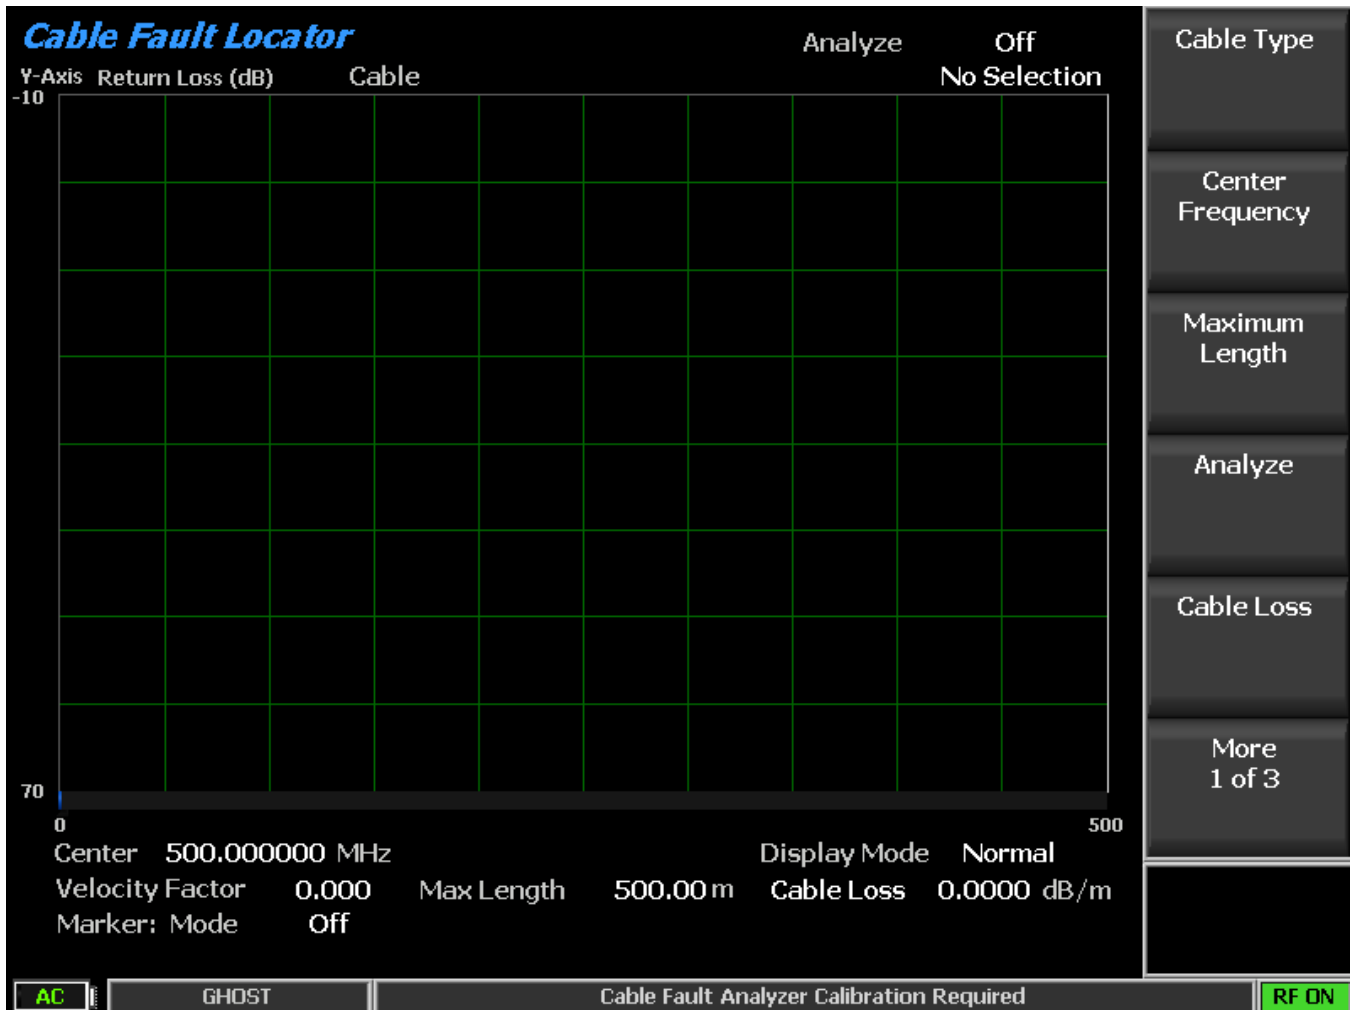 Cable Fault Locator
Analyze Off
Y-Axis Return Loss (dB) Cable No Selection
-10
70
0 500
Center 500.000000 MHz Display Mode Normal
Velocity Factor 0.000 Max Length 500.00 m Cable Loss 0.0000 dB/m
Marker: Mode Off
Cable Type
Center
Frequency
Maximum
Length
Analyze
Cable Loss
More
1 of 3
AC GHOST Cable Fault Analyzer Calibration Required RF ON